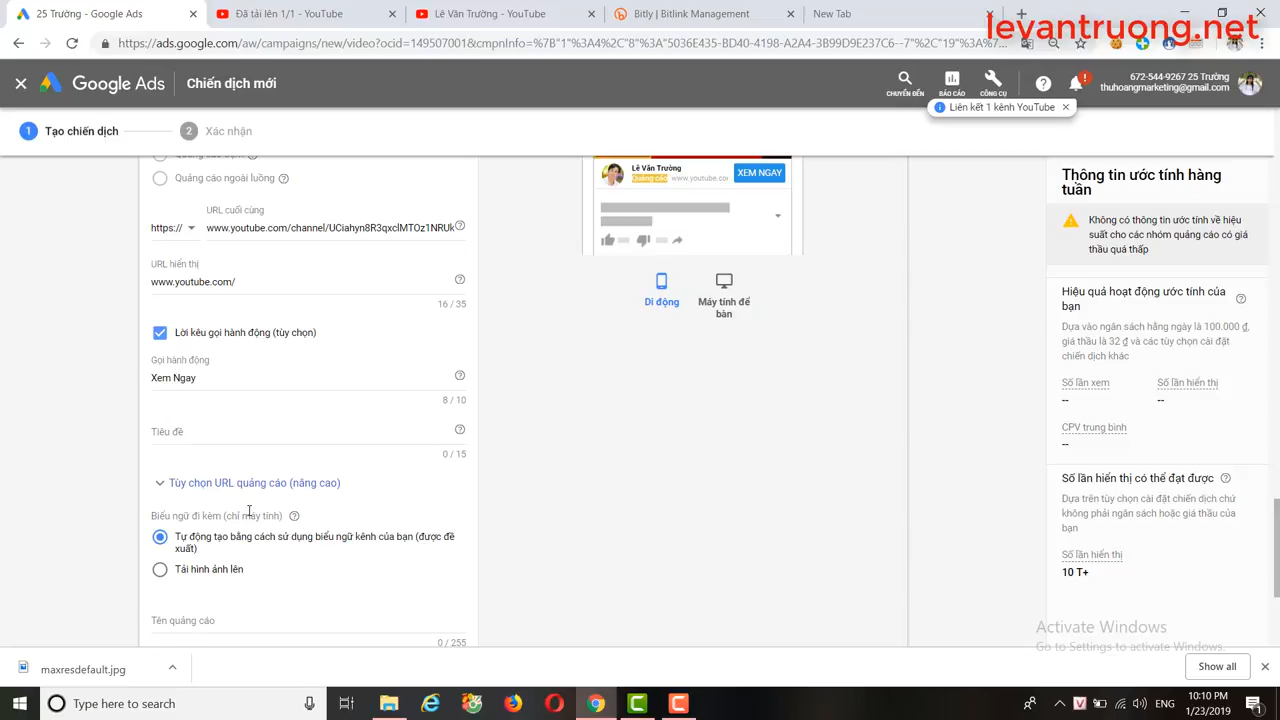 25 Trường - Google Ads
Đã tải lên 1/1 - YouTube
Lê Văn Trường - YouTube
Bitly | Bitlink Management
New Tab
levantruong.net
https://ads.google.com/aw/campaigns/new/video?ocid=149507001&cmpInfo=%7B"1"%3A4%2C"8"%3A"5036E435-BD40-4198-A2A4-3B99D9E237C6--7"%2C"19"%3A%7...
Google Ads
Chiến dịch mới
CHUYỂN ĐẾN
BÁO CÁO
CÔNG CỤ
672-544-9267 25 Trường
thuhoangmarketing@gmail.com
Liên kết 1 kênh YouTube
1 Tạo chiến dịch
2 Xác nhận
Quảng cáo ngoài luồng
URL cuối cùng
https://
www.youtube.com/channel/UCiahyn8R3qxclMTOz1NRUk
URL hiển thị
www.youtube.com/
16 / 35
Lời kêu gọi hành động (tùy chọn)
Gọi hành động
Xem Ngay
8 / 10
Tiêu đề
0 / 15
Tùy chọn URL quảng cáo (nâng cao)
Biểu ngữ đi kèm (chỉ máy tính)
Tự động tạo bằng cách sử dụng biểu ngữ kênh của bạn (được đề
xuất)
Tải hình ảnh lên
Tên quảng cáo
0 / 255
Lê Văn Trường
Quảng cáo www.youtube.com
XEM NGAY
Di động
Máy tính để
bàn
Thông tin ước tính hàng
tuần
Không có thông tin ước tính về hiệu
suất cho các nhóm quảng cáo có giá
thầu quá thấp
Hiệu quả hoạt động ước tính của
bạn
Dựa vào ngân sách hằng ngày là 100.000 ₫,
giá thầu là 32 ₫ và các tùy chọn cài đặt
chiến dịch khác
Số lần xem
Số lần hiển thị
--
--
CPV trung bình
--
Số lần hiển thị có thể đạt được
Dựa trên tùy chọn cài đặt chiến dịch chứ
không phải ngân sách hoặc giá thầu của
bạn
Số lần hiển thị
10 T+
Activate Windows
Go to Settings to activate Windows.
maxresdefault.jpg
Show all
Type here to search
ENG
10:10 PM
1/23/2019